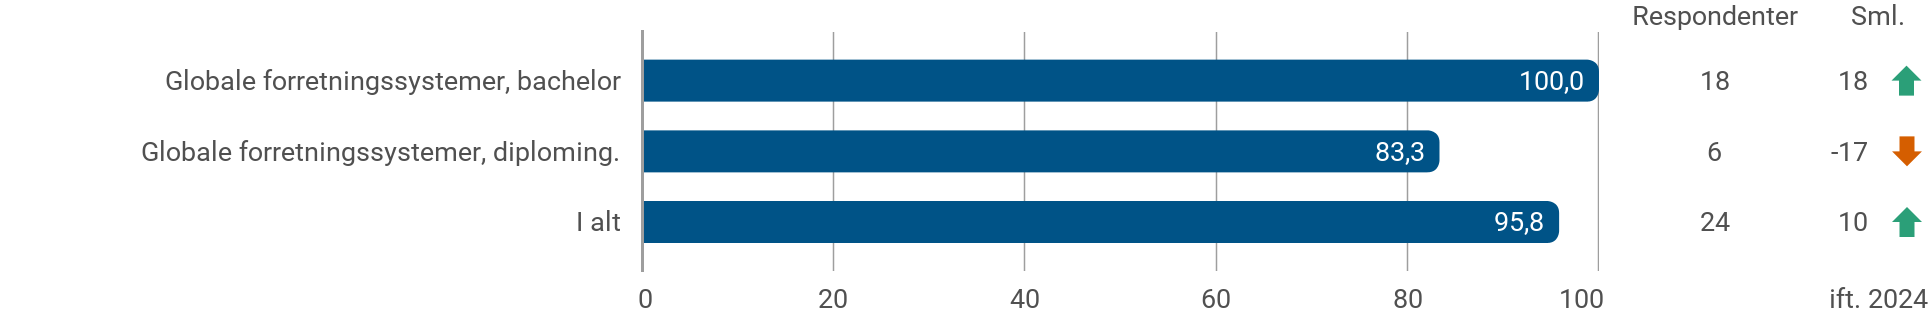 Respondenter Sml.
Globale forretningssystemer, bachelor 100,0 18 18
Globale forretningssystemer, diploming. 83,3 6 -17
I alt 95,8 24 10
0 20 40 60 80 100 ift. 2024